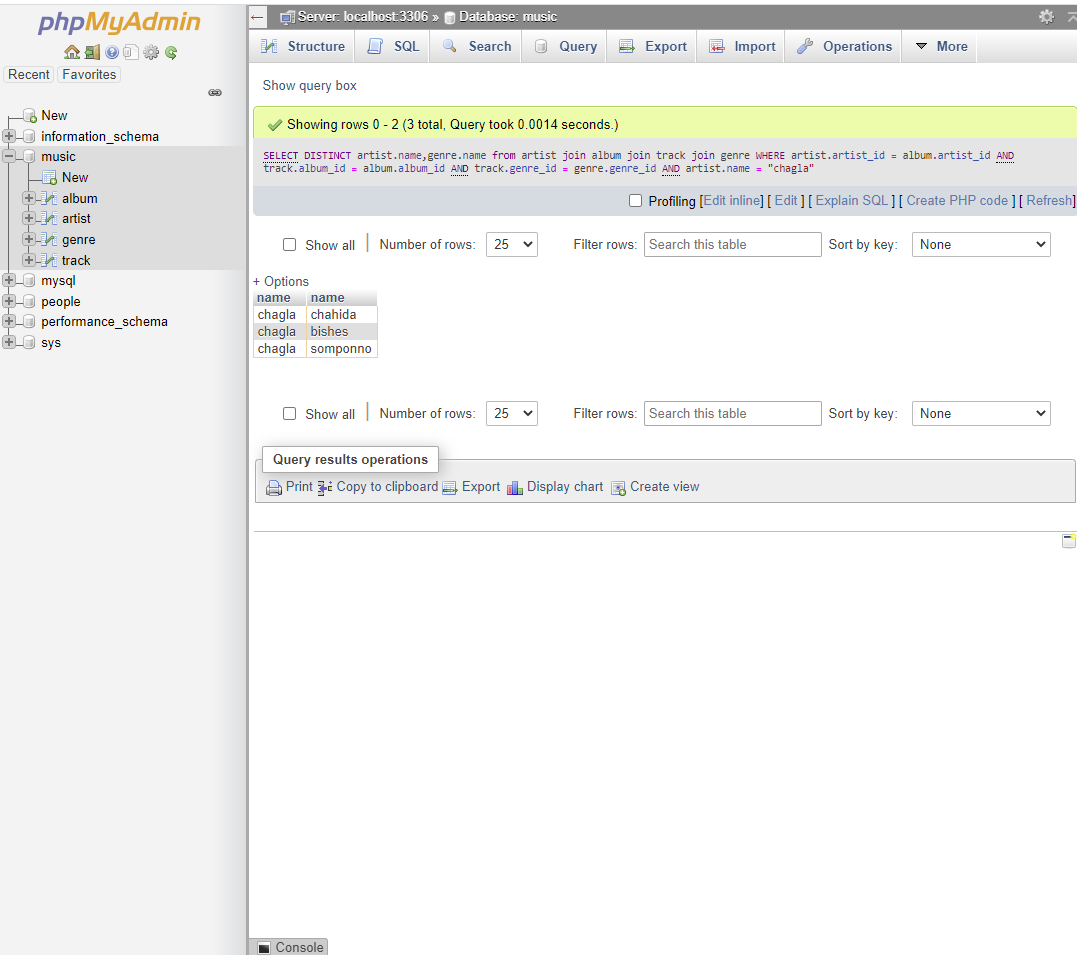 phpMyAdmin
Recent Favorites
New
information_schema
music
New
album
artist
genre
track
mysql
people
performance_schema
sys
Server: localhost:3306 » Database: music
Structure SQL Search Query Export Import Operations More
Show query box
Showing rows 0 - 2 (3 total, Query took 0.0014 seconds.)
SELECT DISTINCT artist.name,genre.name from artist join album join track join genre WHERE artist.artist_id = album.artist_id AND
track.album_id = album.album_id AND track.genre_id = genre.genre_id AND artist.name = "chagla"
Profiling [Edit inline] [ Edit ] [ Explain SQL ] [ Create PHP code ] [ Refresh]
Show all Number of rows: 25 Filter rows: Search this table Sort by key: None
+ Options
name name
chagla chahida
chagla bishes
chagla somponno
Show all Number of rows: 25 Filter rows: Search this table Sort by key: None
Query results operations
Print Copy to clipboard Export Display chart Create view
Console